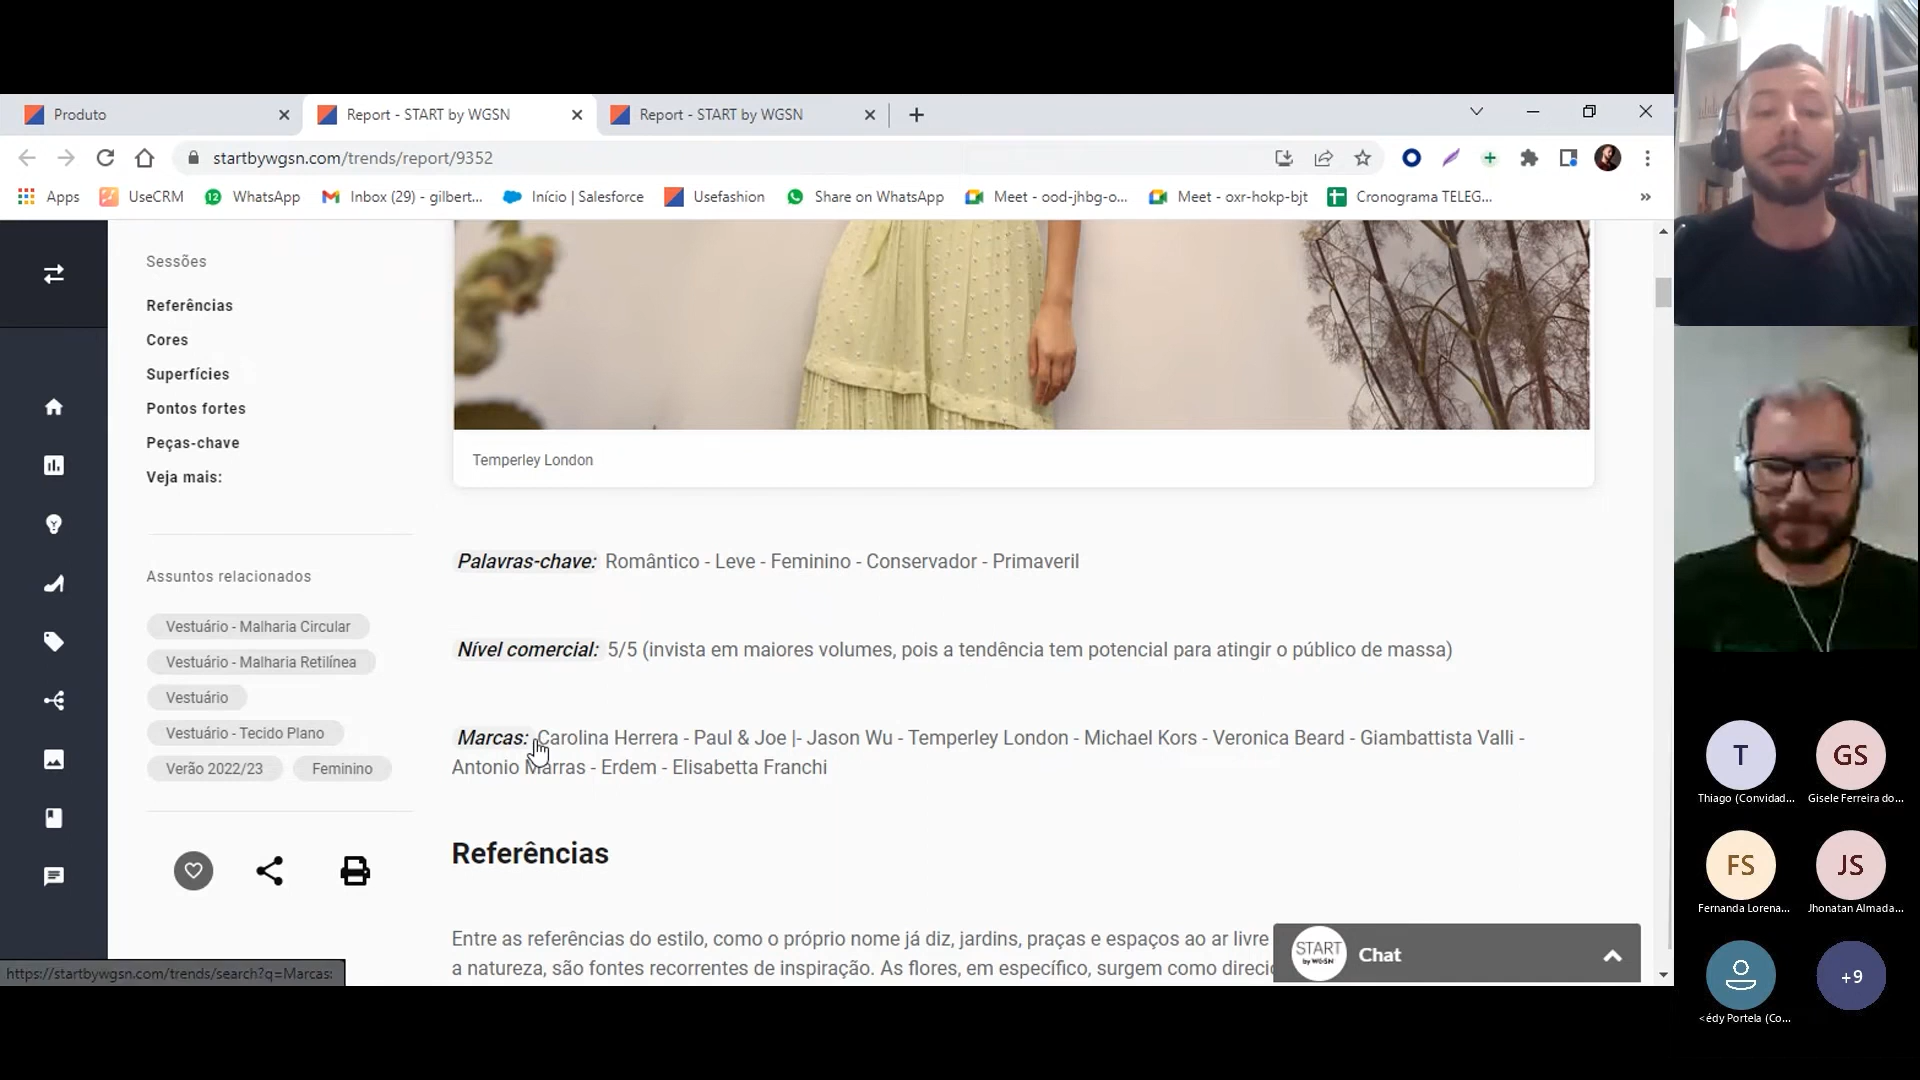 Produto
Report - START by WGSN
Report - START by WGSN
startbywgsn.com/trends/report/9352
Apps
UseCRM
12
WhatsApp
Inbox (29) - gilbert...
Início | Salesforce
Usefashion
Share on WhatsApp
Meet - ood-jhbg-o...
Meet - oxr-hokp-bjt
Cronograma TELEG...
»
Sessões
Referências
Cores
Superfícies
Pontos fortes
Peças-chave
Veja mais:
Assuntos relacionados
Vestuário - Malharia Circular
Vestuário - Malharia Retilínea
Vestuário
Vestuário - Tecido Plano
Verão 2022/23
Feminino
Temperley London
Palavras-chave: Romântico - Leve - Feminino - Conservador - Primaveril
Nível comercial: 5/5 (invista em maiores volumes, pois a tendência tem potencial para atingir o público de massa)
Marcas: Carolina Herrera - Paul & Joe |- Jason Wu - Temperley London - Michael Kors - Veronica Beard - Giambattista Valli -
Antonio Marras - Erdem - Elisabetta Franchi
Referências
Entre as referências do estilo, como o próprio nome já diz, jardins, praças e espaços ao ar livre
a natureza, são fontes recorrentes de inspiração. As flores, em específico, surgem como direci
START
by WGSN
Chat
https://startbywgsn.com/trends/search?q=Marcas:
T
Thiago (Convidad...
GS
Gisele Ferreira do...
FS
Fernanda Lorena...
JS
Jhonatan Almada...
<édy Portela (Co...
+9